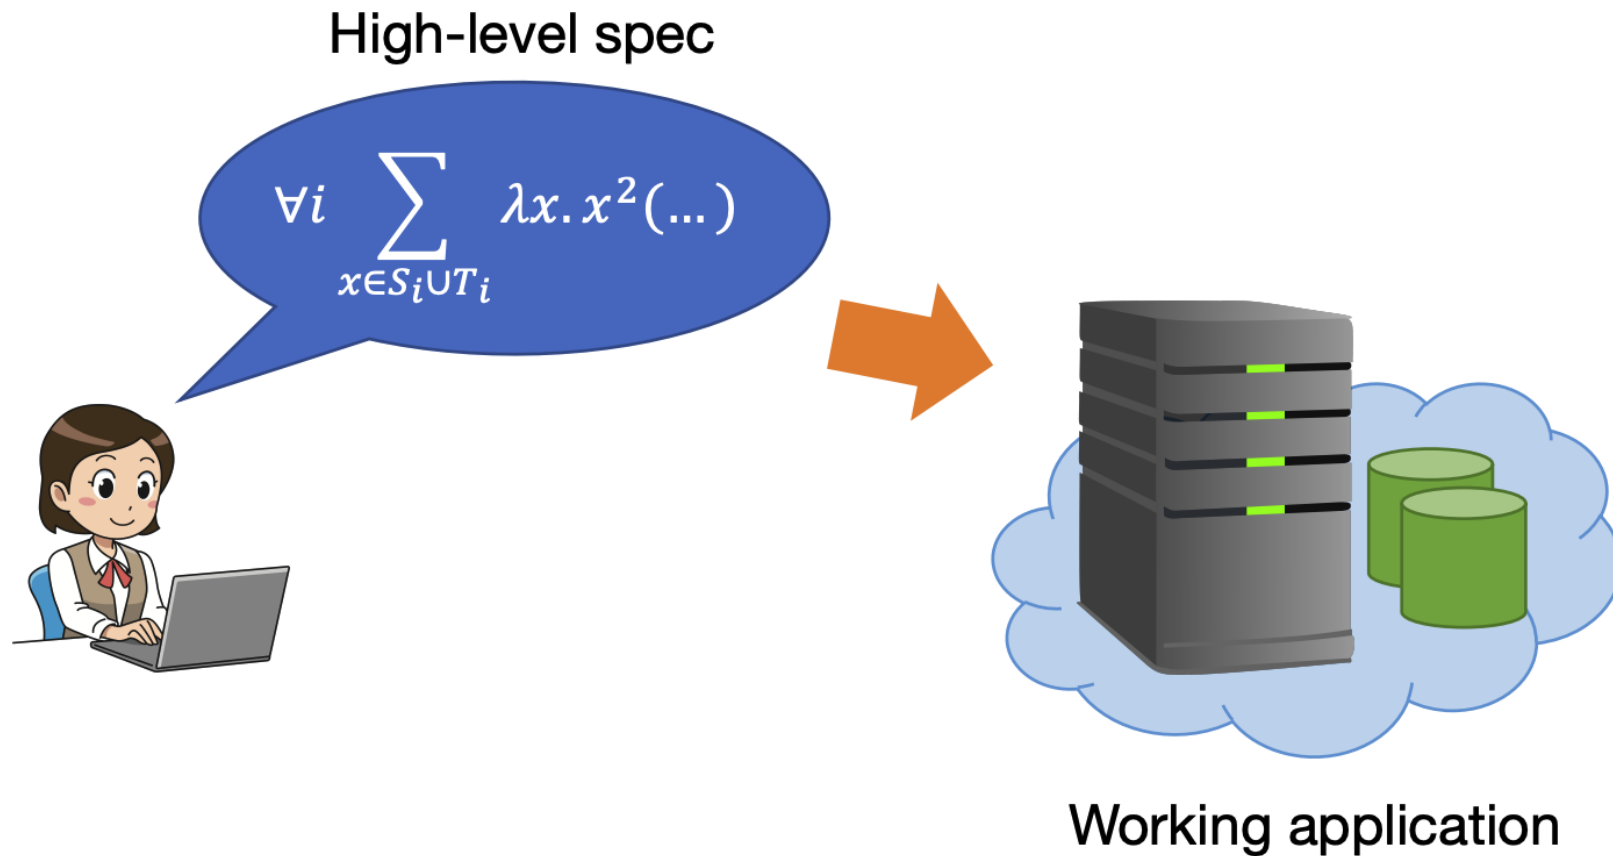 High-level spec
∀i ∑ λx. x²(…)
x∈Sᵢ∪Tᵢ
Working application